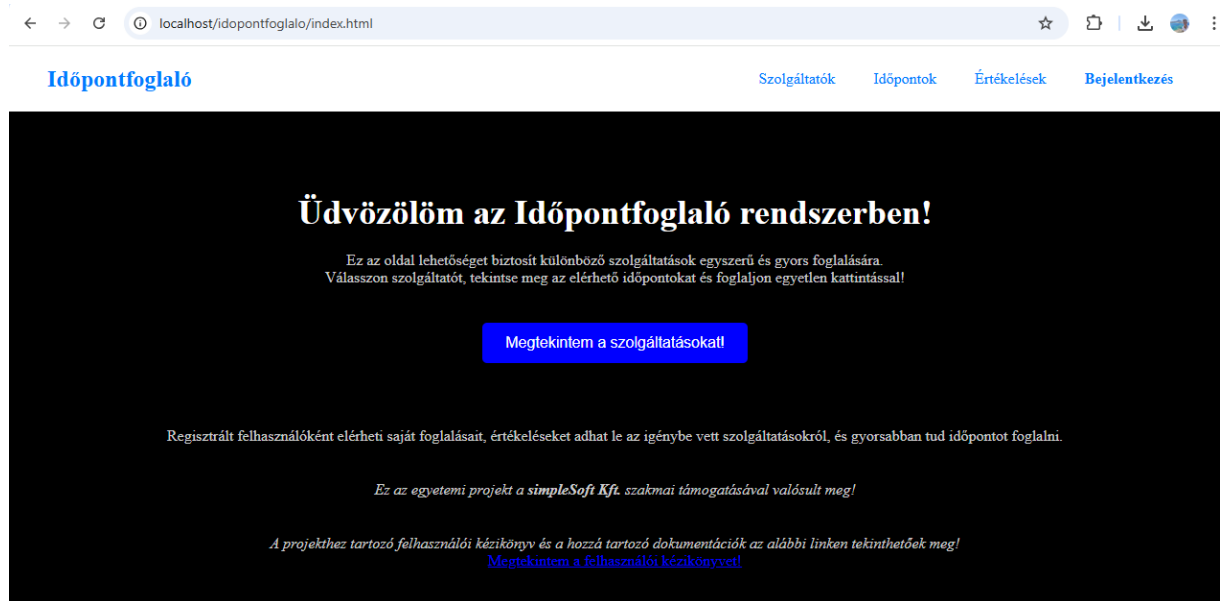 localhost/idopontfoglalo/index.html
Időpontfoglaló
Szolgáltatók
Időpontok
Értékelések
Bejelentkezés
Üdvözölöm az Időpontfoglaló rendszerben!
Ez az oldal lehetőséget biztosít különböző szolgáltatások egyszerű és gyors foglalására.
Válasszon szolgáltatót, tekintse meg az elérhető időpontokat és foglaljon egyetlen kattintással!
Megtekintem a szolgáltatásokat!
Regisztrált felhasználóként elérheti saját foglalásait, értékeléseket adhat le az igénybe vett szolgáltatásokról, és gyorsabban tud időpontot foglalni.
Ez az egyetemi projekt a simpleSoft Kft. szakmai támogatásával valósult meg!
A projekthez tartozó felhasználói kézikönyv és a hozzá tartozó dokumentációk az alábbi linken tekinthetőek meg!
Megtekintem a felhasználói kézikönyvet!